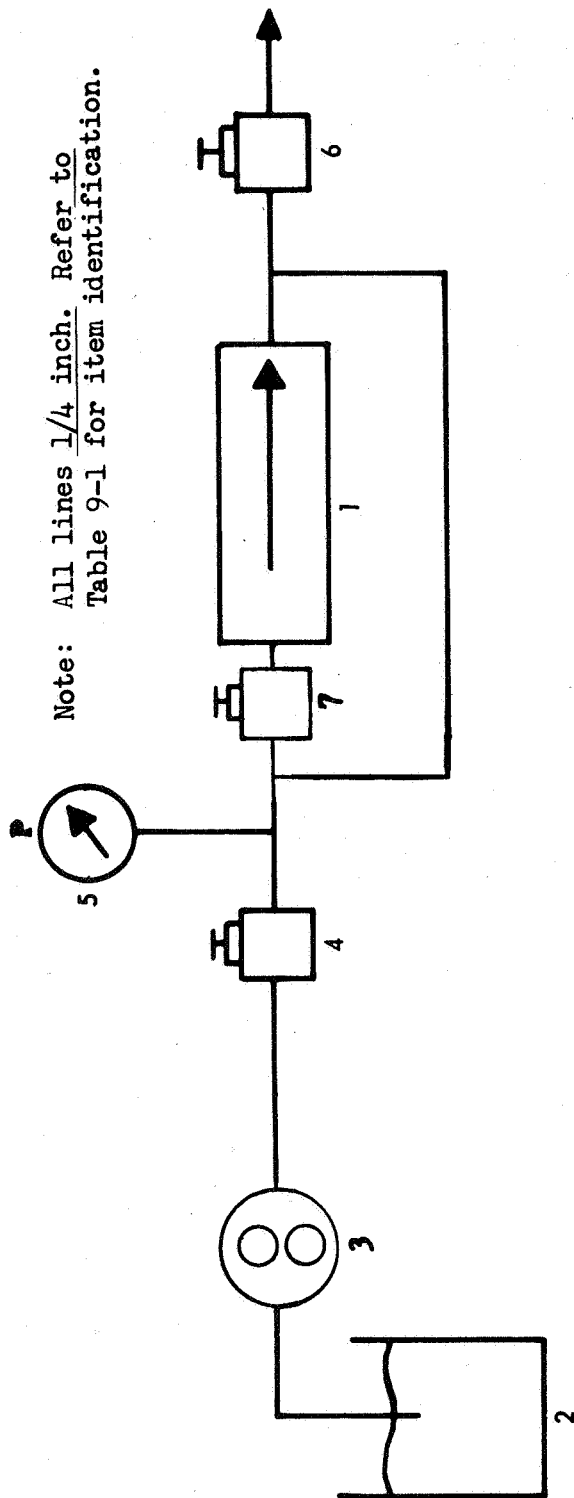 Note: All lines 1/4 inch. Refer to
Table 9-1 for item identification.
P
5
6
4
7
1
3
2